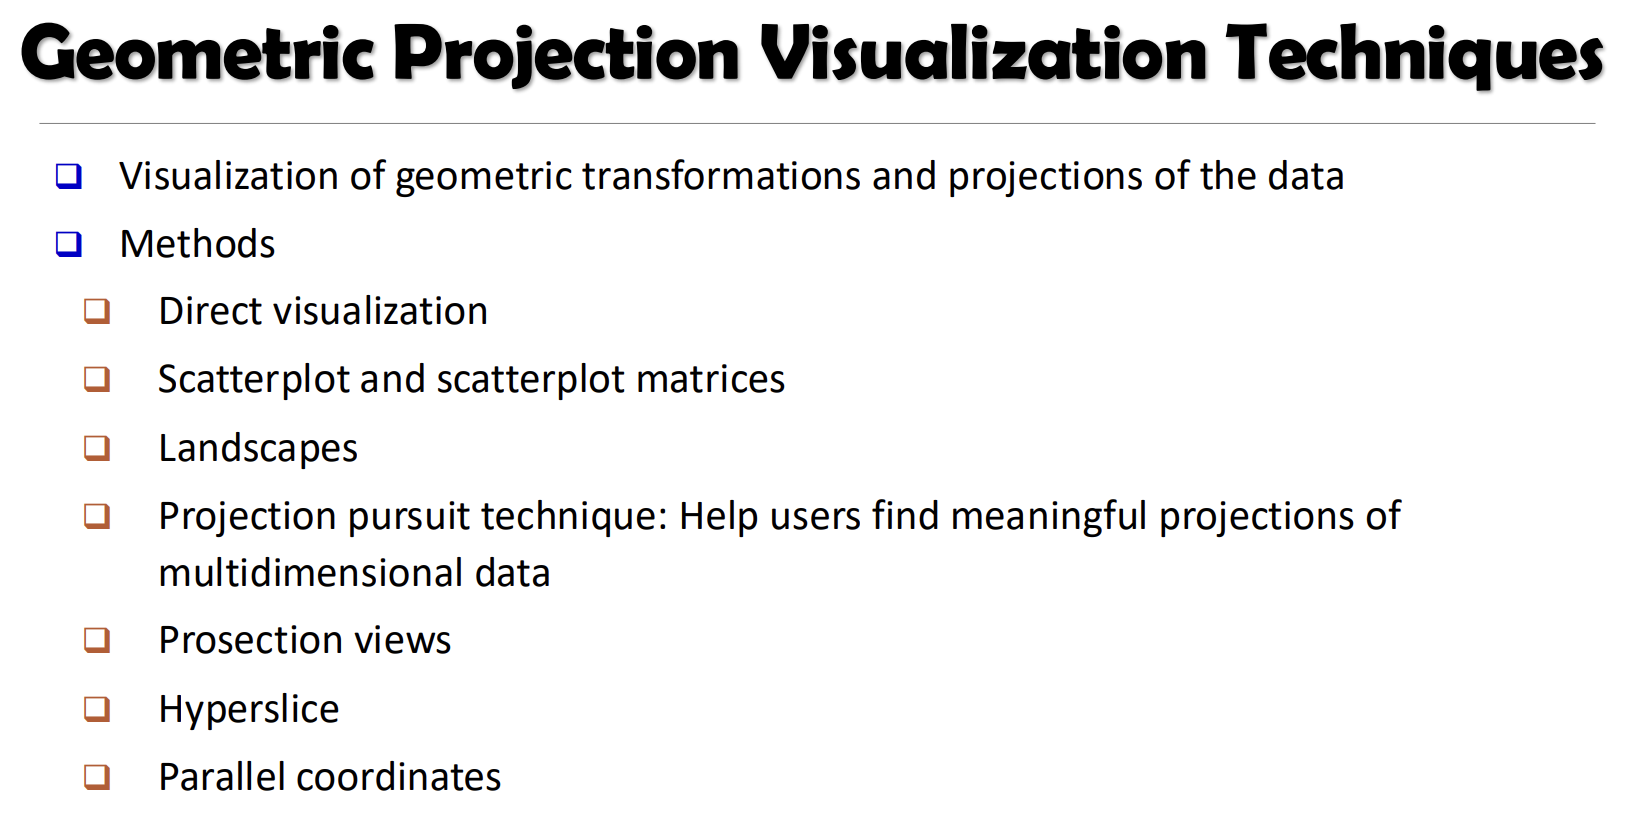 Geometric Projection Visualization Techniques
Visualization of geometric transformations and projections of the data
Methods
Direct visualization
Scatterplot and scatterplot matrices
Landscapes
Projection pursuit technique: Help users find meaningful projections of
multidimensional data
Prosection views
Hyperslice
Parallel coordinates